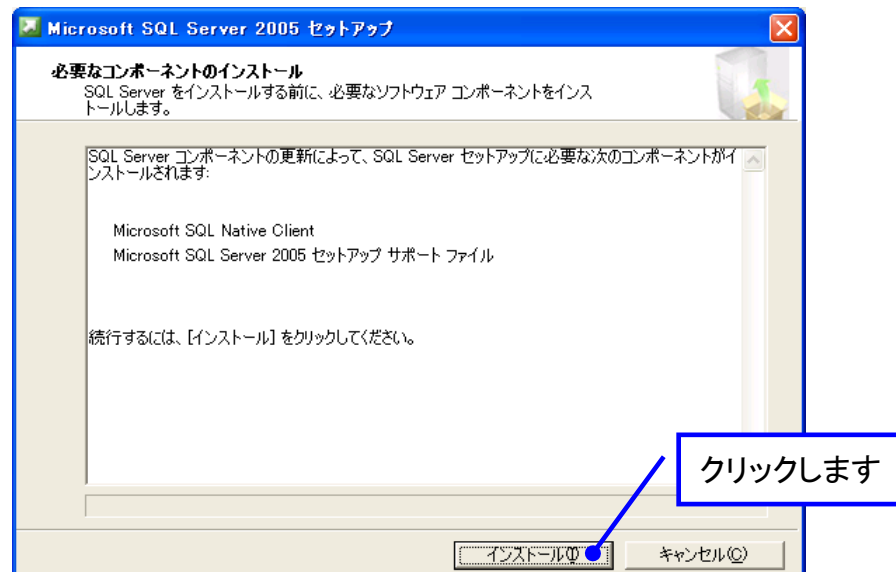 Microsoft SQL Server 2005 セットアップ
必要なコンポーネントのインストール
SQL Server をインストールする前に、必要なソフトウェア コンポーネントをインス
トールします。
SQL Server コンポーネントの更新によって、SQL Server セットアップに必要な次のコンポーネントがイ
ンストールされます:
Microsoft SQL Native Client
Microsoft SQL Server 2005 セットアップ サポート ファイル
続行するには、[インストール] をクリックしてください。
クリックします
インストール(I)
キャンセル(C)